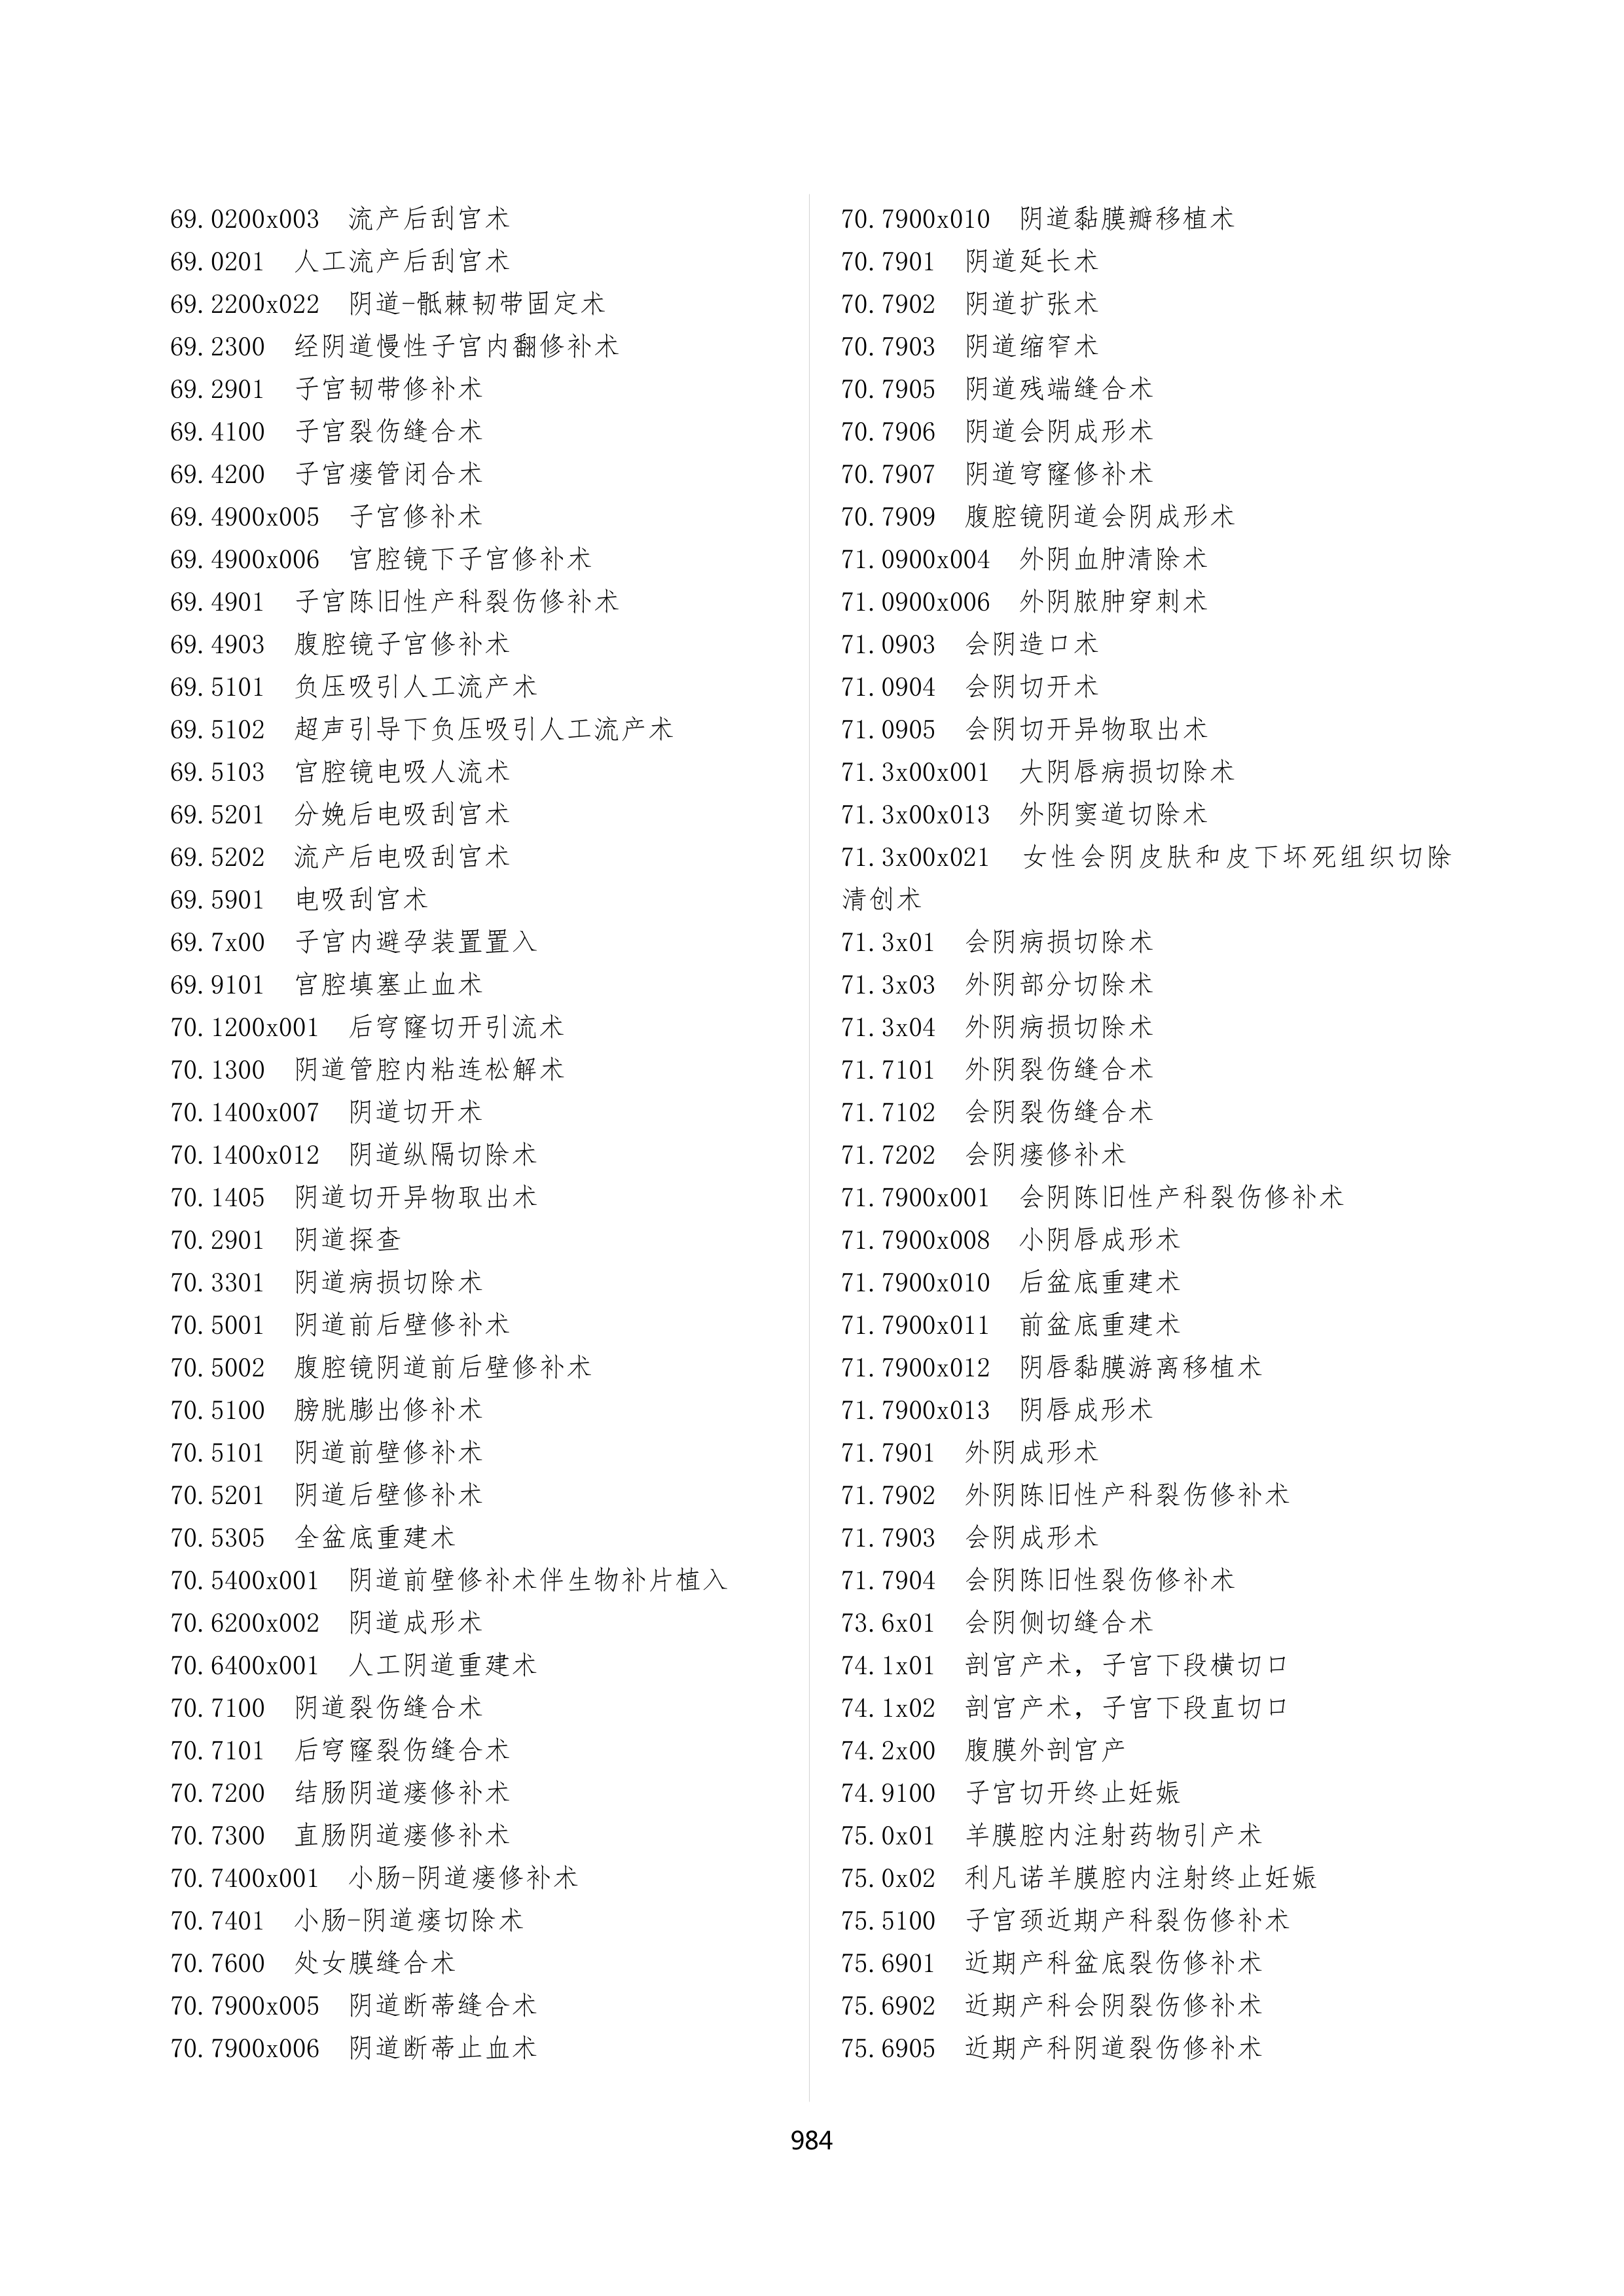 69.0200x003 流产后刮宫术
69.0201 人工流产后刮宫术
69.2200x022 阴道-骶棘韧带固定术
69.2300 经阴道慢性子宫内翻修补术
69.2901 子宫韧带修补术
69.4100 子宫裂伤缝合术
69.4200 子宫瘘管闭合术
69.4900x005 子宫修补术
69.4900x006 宫腔镜下子宫修补术
69.4901 子宫陈旧性产科裂伤修补术
69.4903 腹腔镜子宫修补术
69.5101 负压吸引人工流产术
69.5102 超声引导下负压吸引人工流产术
69.5103 宫腔镜电吸人流术
69.5201 分娩后电吸刮宫术
69.5202 流产后电吸刮宫术
69.5901 电吸刮宫术
69.7x00 子宫内避孕装置置入
69.9101 宫腔填塞止血术
70.1200x001 后穹窿切开引流术
70.1300 阴道管腔内粘连松解术
70.1400x007 阴道切开术
70.1400x012 阴道纵隔切除术
70.1405 阴道切开异物取出术
70.2901 阴道探查
70.3301 阴道病损切除术
70.5001 阴道前后壁修补术
70.5002 腹腔镜阴道前后壁修补术
70.5100 膀胱膨出修补术
70.5101 阴道前壁修补术
70.5201 阴道后壁修补术
70.5305 全盆底重建术
70.5400x001 阴道前壁修补术伴生物补片植入
70.6200x002 阴道成形术
70.6400x001 人工阴道重建术
70.7100 阴道裂伤缝合术
70.7101 后穹窿裂伤缝合术
70.7200 结肠阴道瘘修补术
70.7300 直肠阴道瘘修补术
70.7400x001 小肠-阴道瘘修补术
70.7401 小肠-阴道瘘切除术
70.7600 处女膜缝合术
70.7900x005 阴道断蒂缝合术
70.7900x006 阴道断蒂止血术
70.7900x010 阴道黏膜瓣移植术
70.7901 阴道延长术
70.7902 阴道扩张术
70.7903 阴道缩窄术
70.7905 阴道残端缝合术
70.7906 阴道会阴成形术
70.7907 阴道穹窿修补术
70.7909 腹腔镜阴道会阴成形术
71.0900x004 外阴血肿清除术
71.0900x006 外阴脓肿穿刺术
71.0903 会阴造口术
71.0904 会阴切开术
71.0905 会阴切开异物取出术
71.3x00x001 大阴唇病损切除术
71.3x00x013 外阴窦道切除术
71.3x00x021 女性会阴皮肤和皮下坏死组织切除
清创术
71.3x01 会阴病损切除术
71.3x03 外阴部分切除术
71.3x04 外阴病损切除术
71.7101 外阴裂伤缝合术
71.7102 会阴裂伤缝合术
71.7202 会阴瘘修补术
71.7900x001 会阴陈旧性产科裂伤修补术
71.7900x008 小阴唇成形术
71.7900x010 后盆底重建术
71.7900x011 前盆底重建术
71.7900x012 阴唇黏膜游离移植术
71.7900x013 阴唇成形术
71.7901 外阴成形术
71.7902 外阴陈旧性产科裂伤修补术
71.7903 会阴成形术
71.7904 会阴陈旧性裂伤修补术
73.6x01 会阴侧切缝合术
74.1x01 剖宫产术，子宫下段横切口
74.1x02 剖宫产术，子宫下段直切口
74.2x00 腹膜外剖宫产
74.9100 子宫切开终止妊娠
75.0x01 羊膜腔内注射药物引产术
75.0x02 利凡诺羊膜腔内注射终止妊娠
75.5100 子宫颈近期产科裂伤修补术
75.6901 近期产科盆底裂伤修补术
75.6902 近期产科会阴裂伤修补术
75.6905 近期产科阴道裂伤修补术
984